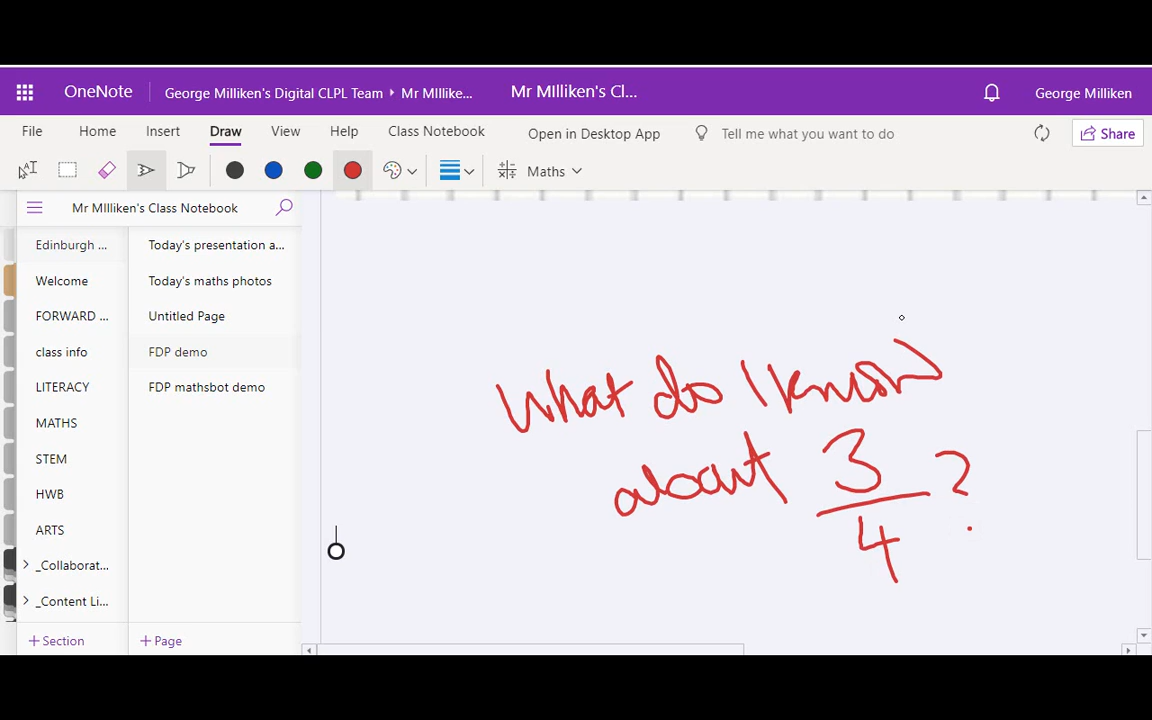 OneNote George Milliken's Digital CLPL Team Mr MIllike... Mr MIlliken's Cl... George Milliken
File Home Insert Draw View Help Class Notebook Open in Desktop App Tell me what you want to do Share
Maths
Mr MIlliken's Class Notebook
Edinburgh ... Today's presentation a...
Welcome Today's maths photos
FORWARD ... Untitled Page
class info FDP demo
LITERACY FDP mathsbot demo
MATHS
STEM
HWB
ARTS
_Collaborat...
_Content Li...
+ Section + Page
What do I know
about 3/4 ?